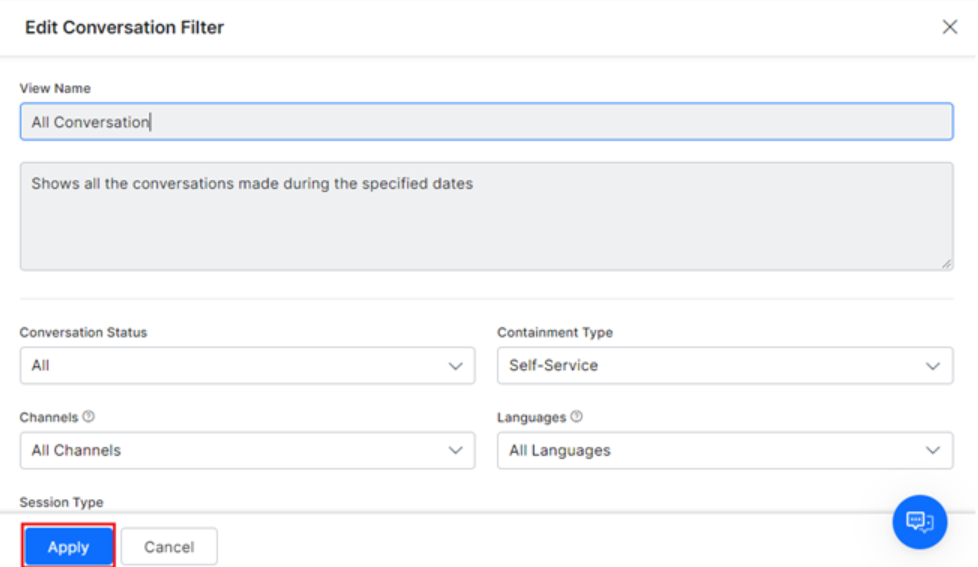 Edit Conversation Filter
View Name
All Conversation
Shows all the conversations made during the specified dates
Conversation Status
Containment Type
All
Self-Service
Channels
Languages
All Channels
All Languages
Session Type
Apply
Cancel